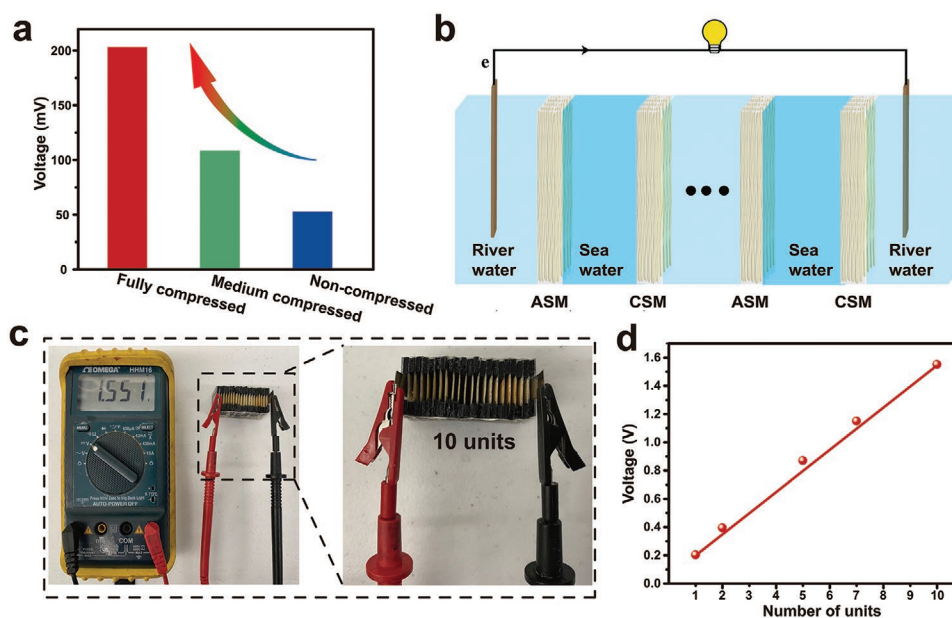 a
Voltage (mV)
200
150
100
50
0
Fully compressed
Medium compressed
Non-compressed
b
e
River
water
Sea
water
Sea
water
River
water
ASM
CSM
ASM
CSM
c
OMEGA
HHM16
1.551
MENU
SELECT
AUTO-POWER OFF
COM
10 units
d
Voltage (V)
1.6
1.4
1.2
1.0
0.8
0.6
0.4
0.2
0.0
1 2 3 4 5 6 7 8 9 10
Number of units